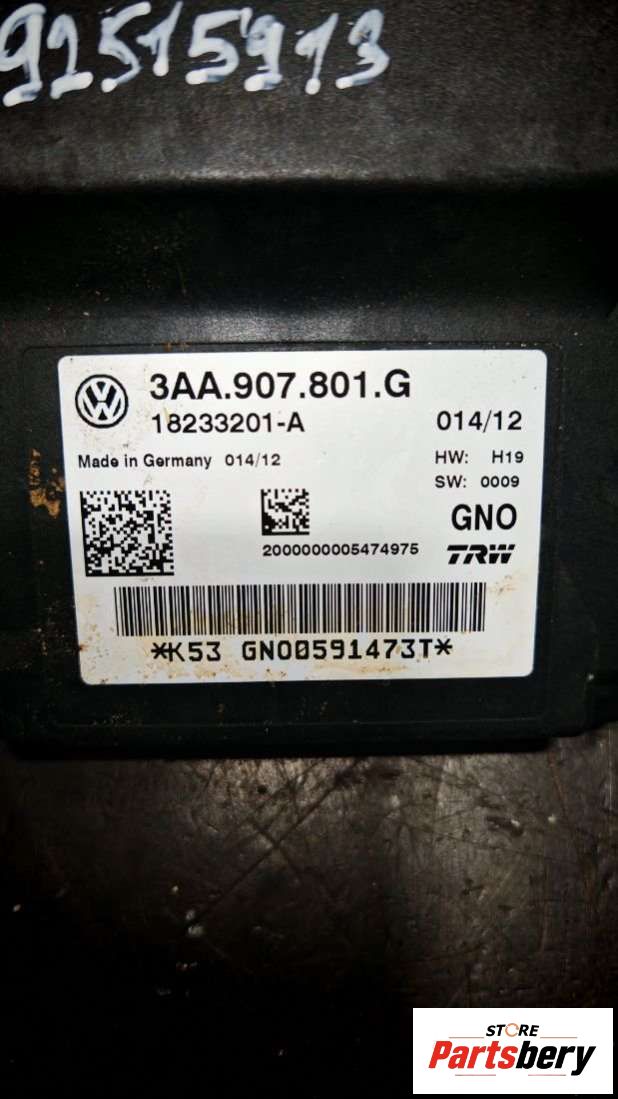 92515913
3AA.907.801.G
18233201-A 014/12
Made in Germany 014/12 HW: H19
SW: 0009
GNO
2000000005474975 TRW
*K53 GNO0591473T*
STORE
Partsbery